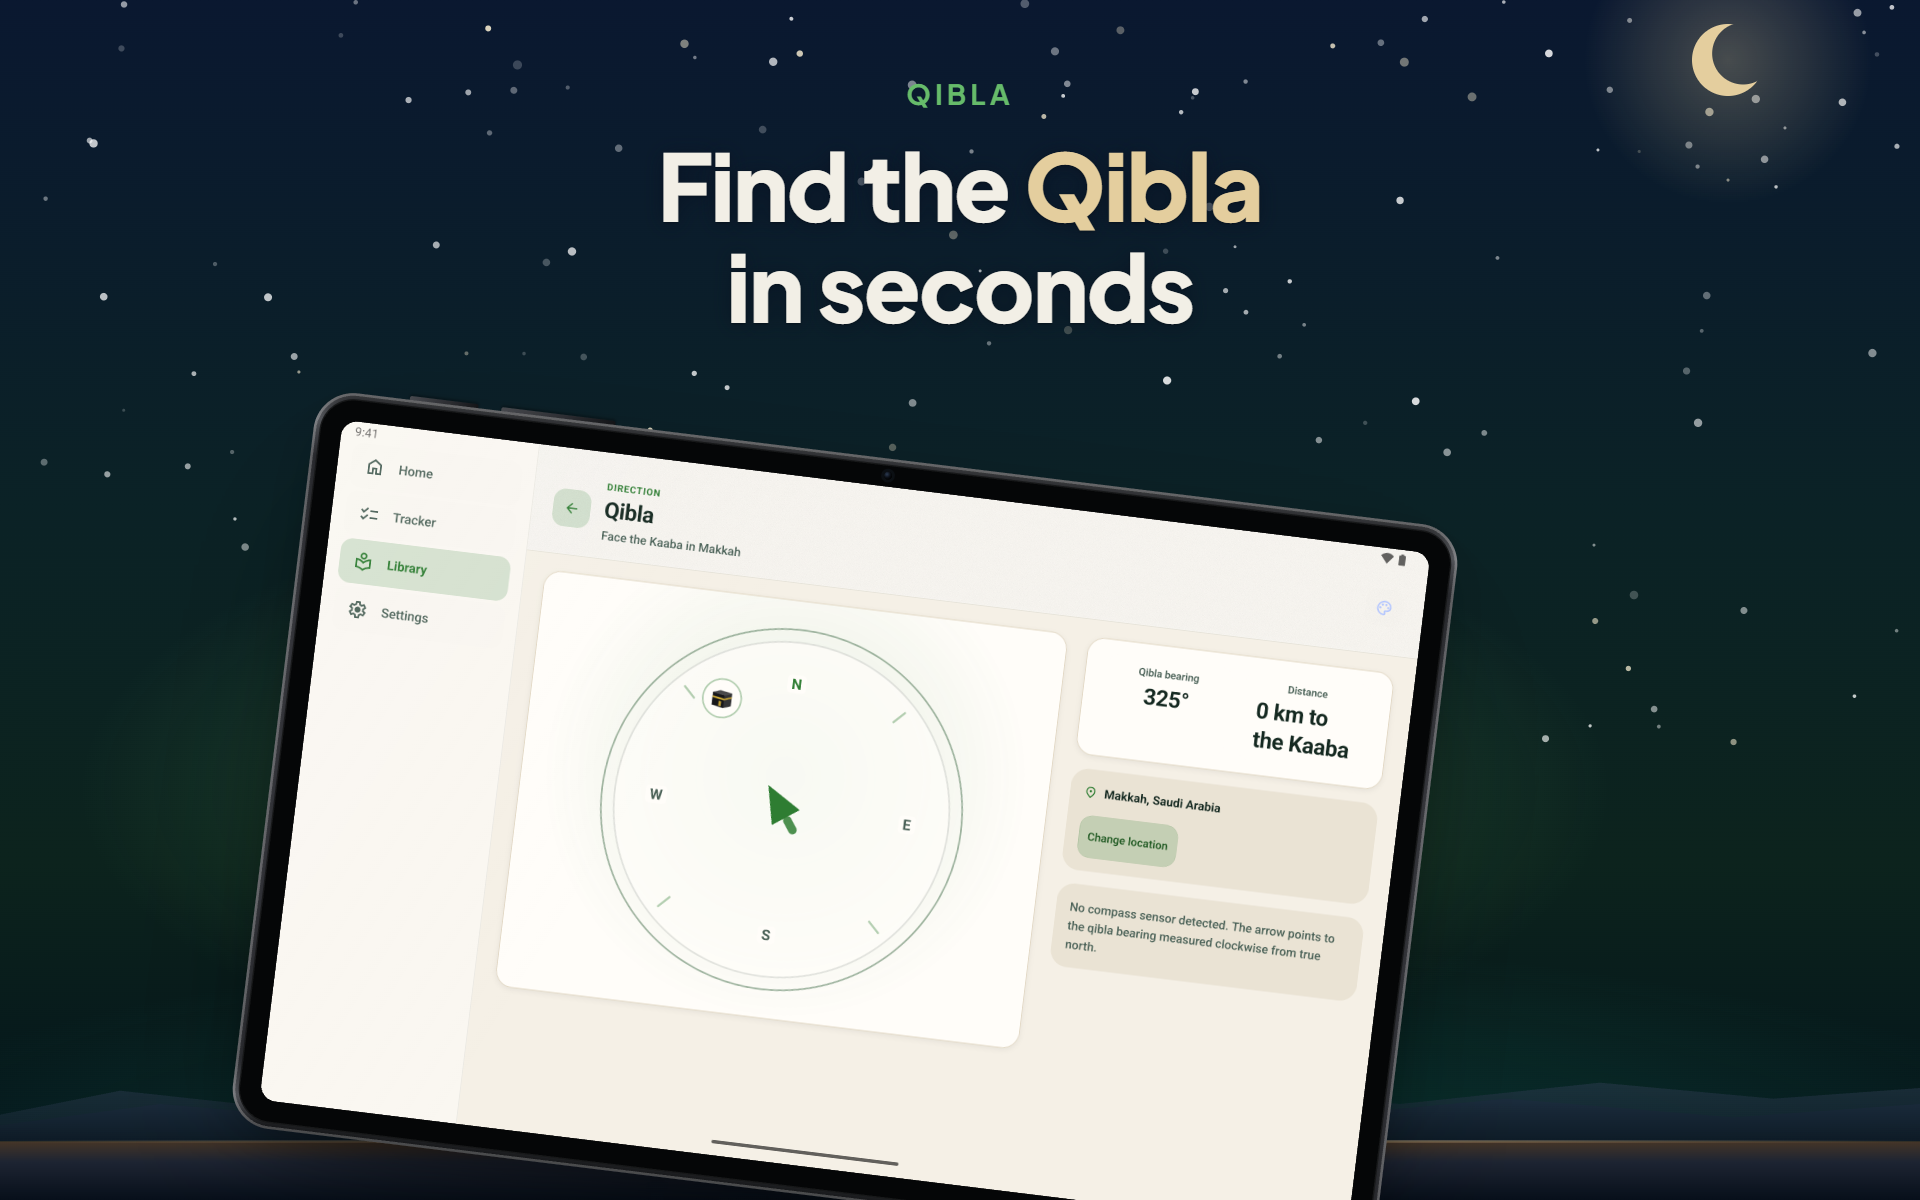 QIBLA
Find the Qibla
in seconds
9:41
Home
Tracker
Library
Settings
DIRECTION
Qibla
Face the Kaaba in Makkah
N
W
E
S
Qibla bearing
325°
Distance
0 km to
the Kaaba
Makkah, Saudi Arabia
Change location
No compass sensor detected. The arrow points to
the qibla bearing measured clockwise from true
north.